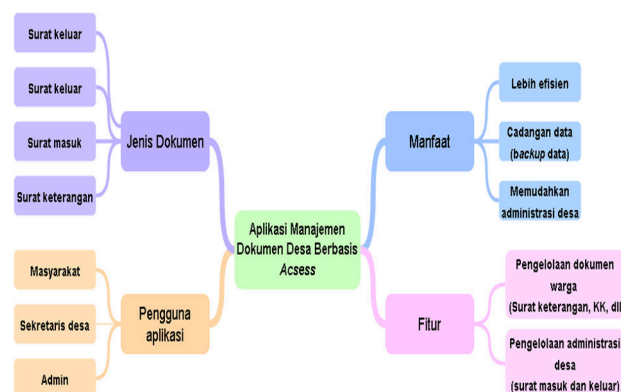 Surat keluar
Surat keluar
Surat masuk
Surat keterangan
Jenis Dokumen
Masyarakat
Sekretaris desa
Admin
Pengguna
aplikasi
Aplikasi Manajemen
Dokumen Desa Berbasis
Acsess
Manfaat
Lebih efisien
Cadangan data
(backup data)
Memudahkan
administrasi desa
Fitur
Pengelolaan dokumen
warga
(Surat keterangan, KK, dll
Pengelolaan administrasi
desa
(surat masuk dan keluar)